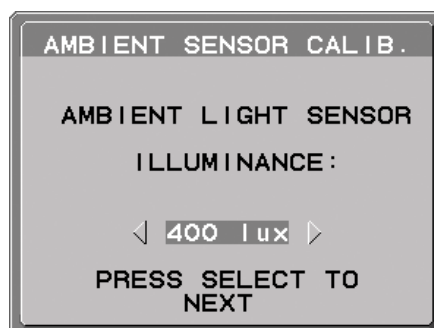 AMBIENT SENSOR CALIB.
AMBIENT LIGHT SENSOR
ILLUMINANCE:
400 lux
PRESS SELECT TO
NEXT